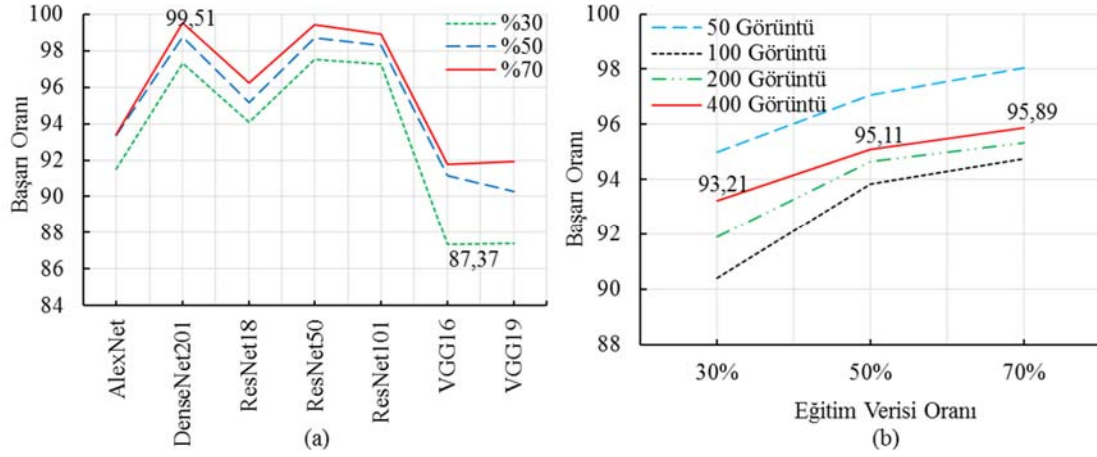 100
98
96
94
92
90
88
86
84
Başarı Oranı
99,51
87,37
%30
%50
%70
AlexNet
DenseNet201
ResNet18
ResNet50
ResNet101
VGG16
VGG19
(a)
100
98
96
94
92
90
88
Başarı Oranı
50 Görüntü
100 Görüntü
200 Görüntü
400 Görüntü
93,21
95,11
95,89
30%
50%
70%
Eğitim Verisi Oranı
(b)